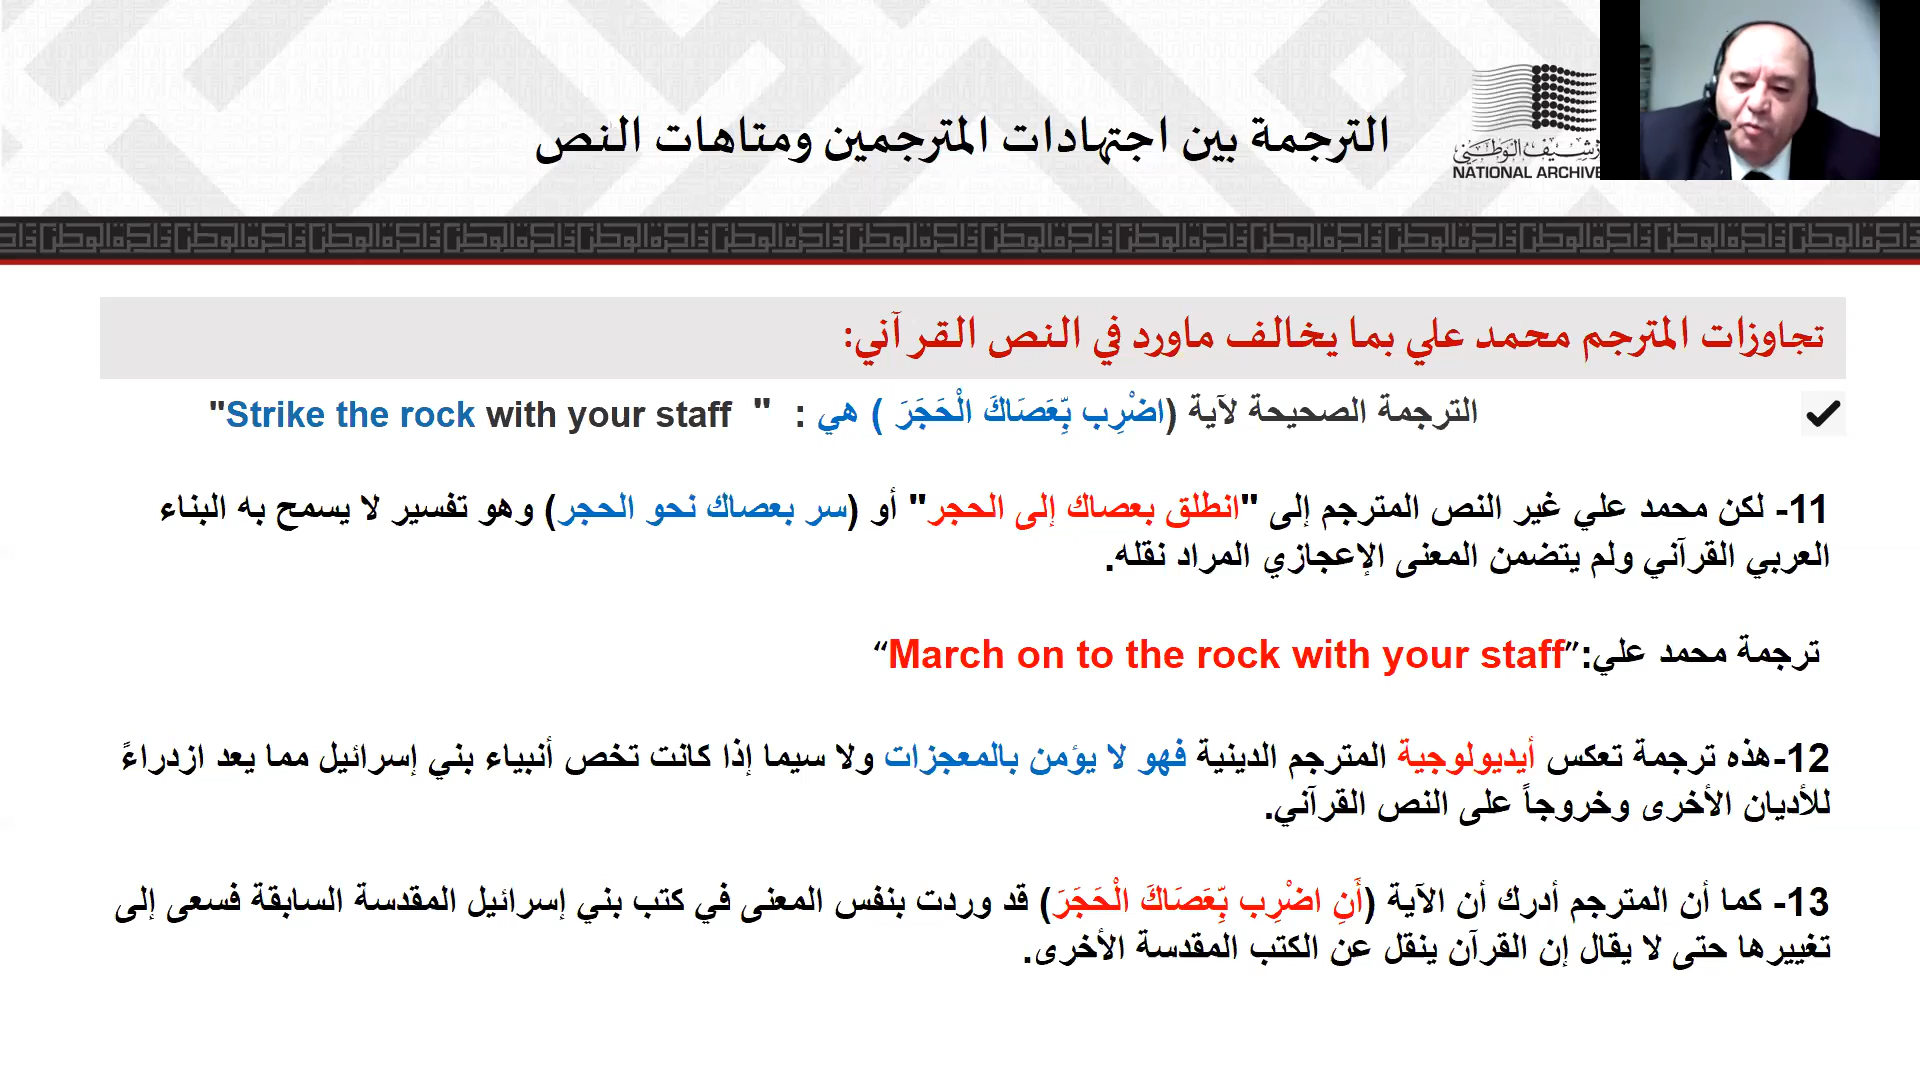 الترجمة بين اجتهادات المترجمين ومتاهات النص
NATIONAL ARCHIVE
تجاوزات المترجم محمد علي بما يخالف ماورد في النص القرآني:
الترجمة الصحيحة لآية (اضْرِب بِّعَصَاكَ الْحَجَرَ ) هي : " Strike the rock with your staff"
11- لكن محمد علي غير النص المترجم إلى "انطلق بعصاك إلى الحجر" أو (سر بعصاك نحو الحجر) وهو تفسير لا يسمح به البناء
العربي القرآني ولم يتضمن المعنى الإعجازي المراد نقله.
ترجمة محمد علي:”March on to the rock with your staff“
12-هذه ترجمة تعكس أيديولوجية المترجم الدينية فهو لا يؤمن بالمعجزات ولا سيما إذا كانت تخص أنبياء بني إسرائيل مما يعد ازدراءً
للأديان الأخرى وخروجاً على النص القرآني.
13- كما أن المترجم أدرك أن الآية (أَنِ اضْرِب بِّعَصَاكَ الْحَجَرَ) قد وردت بنفس المعنى في كتب بني إسرائيل المقدسة السابقة فسعى إلى
تغييرها حتى لا يقال إن القرآن ينقل عن الكتب المقدسة الأخرى.